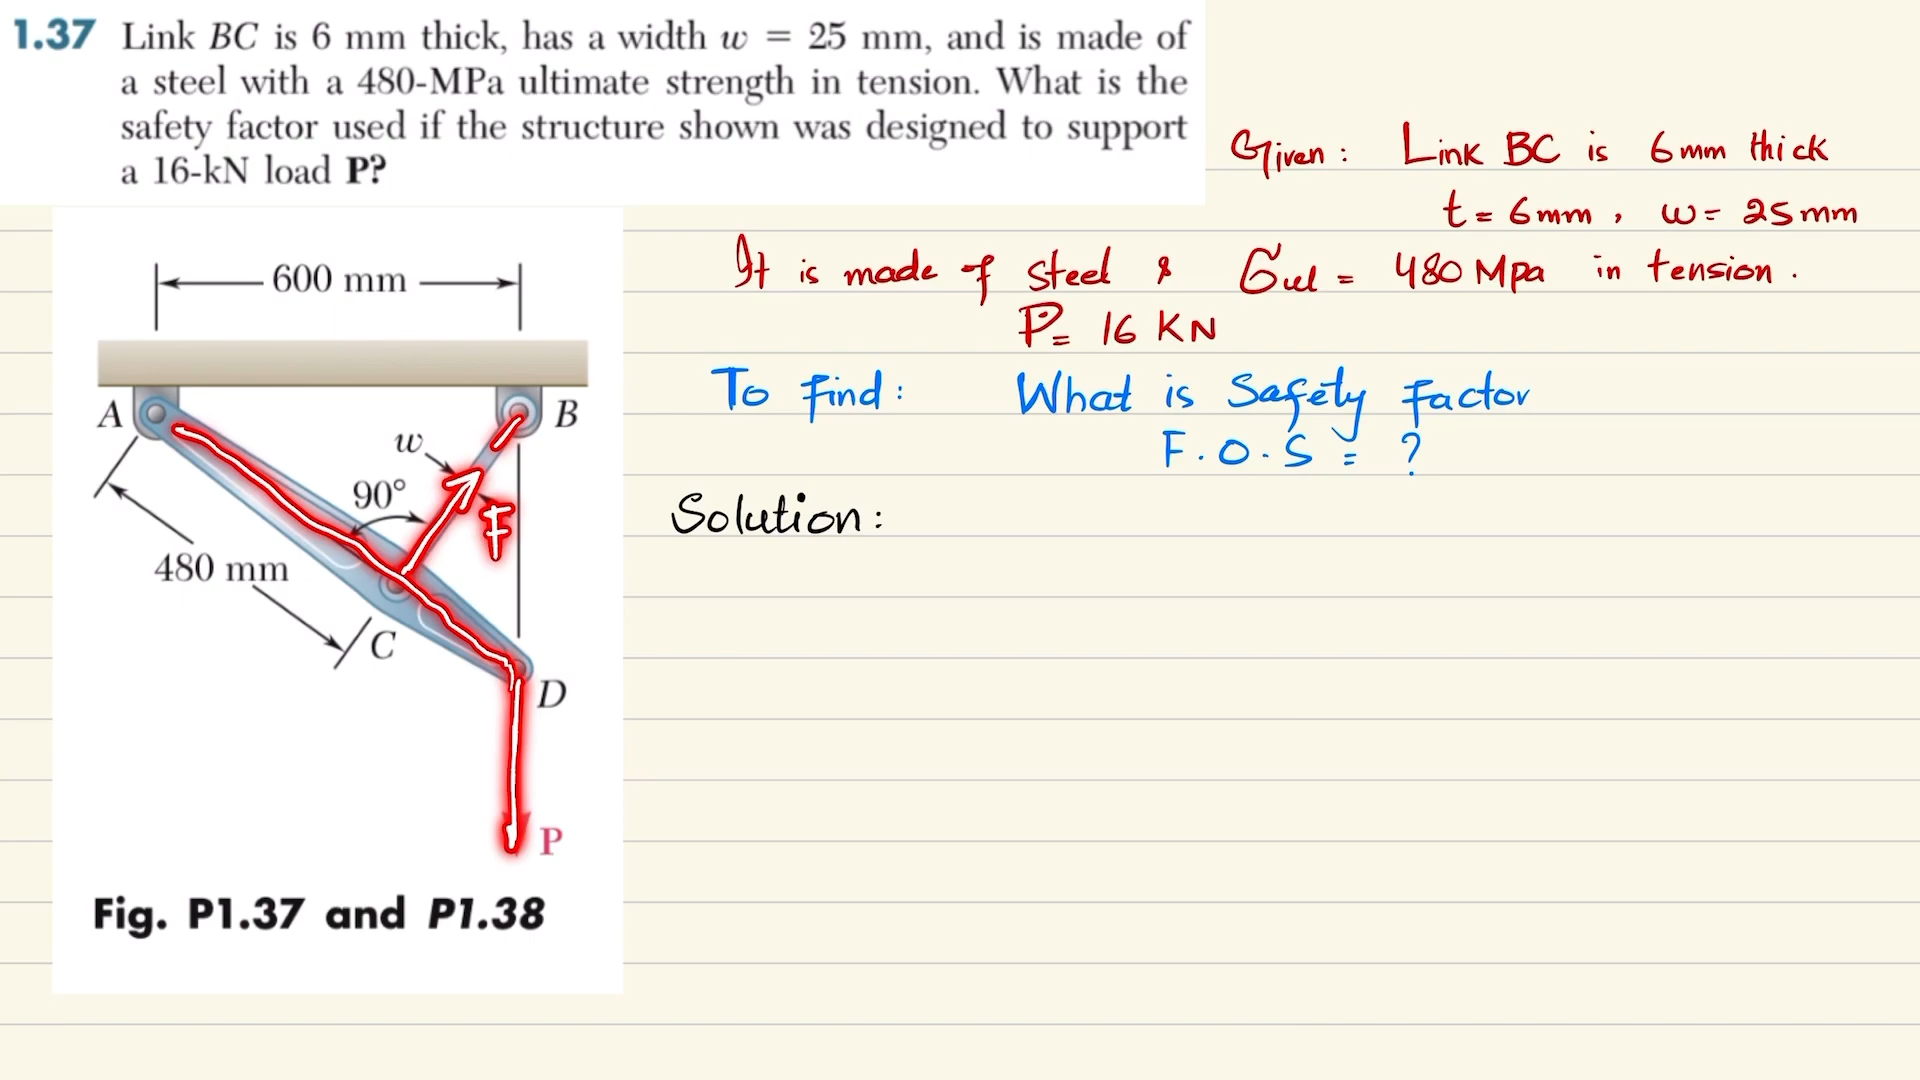 1.37 Link BC is 6 mm thick, has a width w = 25 mm, and is made of
a steel with a 480-MPa ultimate strength in tension. What is the
safety factor used if the structure shown was designed to support
a 16-kN load P?
Given : Link BC is 6mm thick
t = 6mm , w = 25mm
It is made of steel & σul = 480 Mpa in tension .
P = 16 KN
To find : What is Safety factor
F.O.S = ?
Solution :
600 mm
A
B
w
90°
F
480 mm
C
D
P
Fig. P1.37 and P1.38